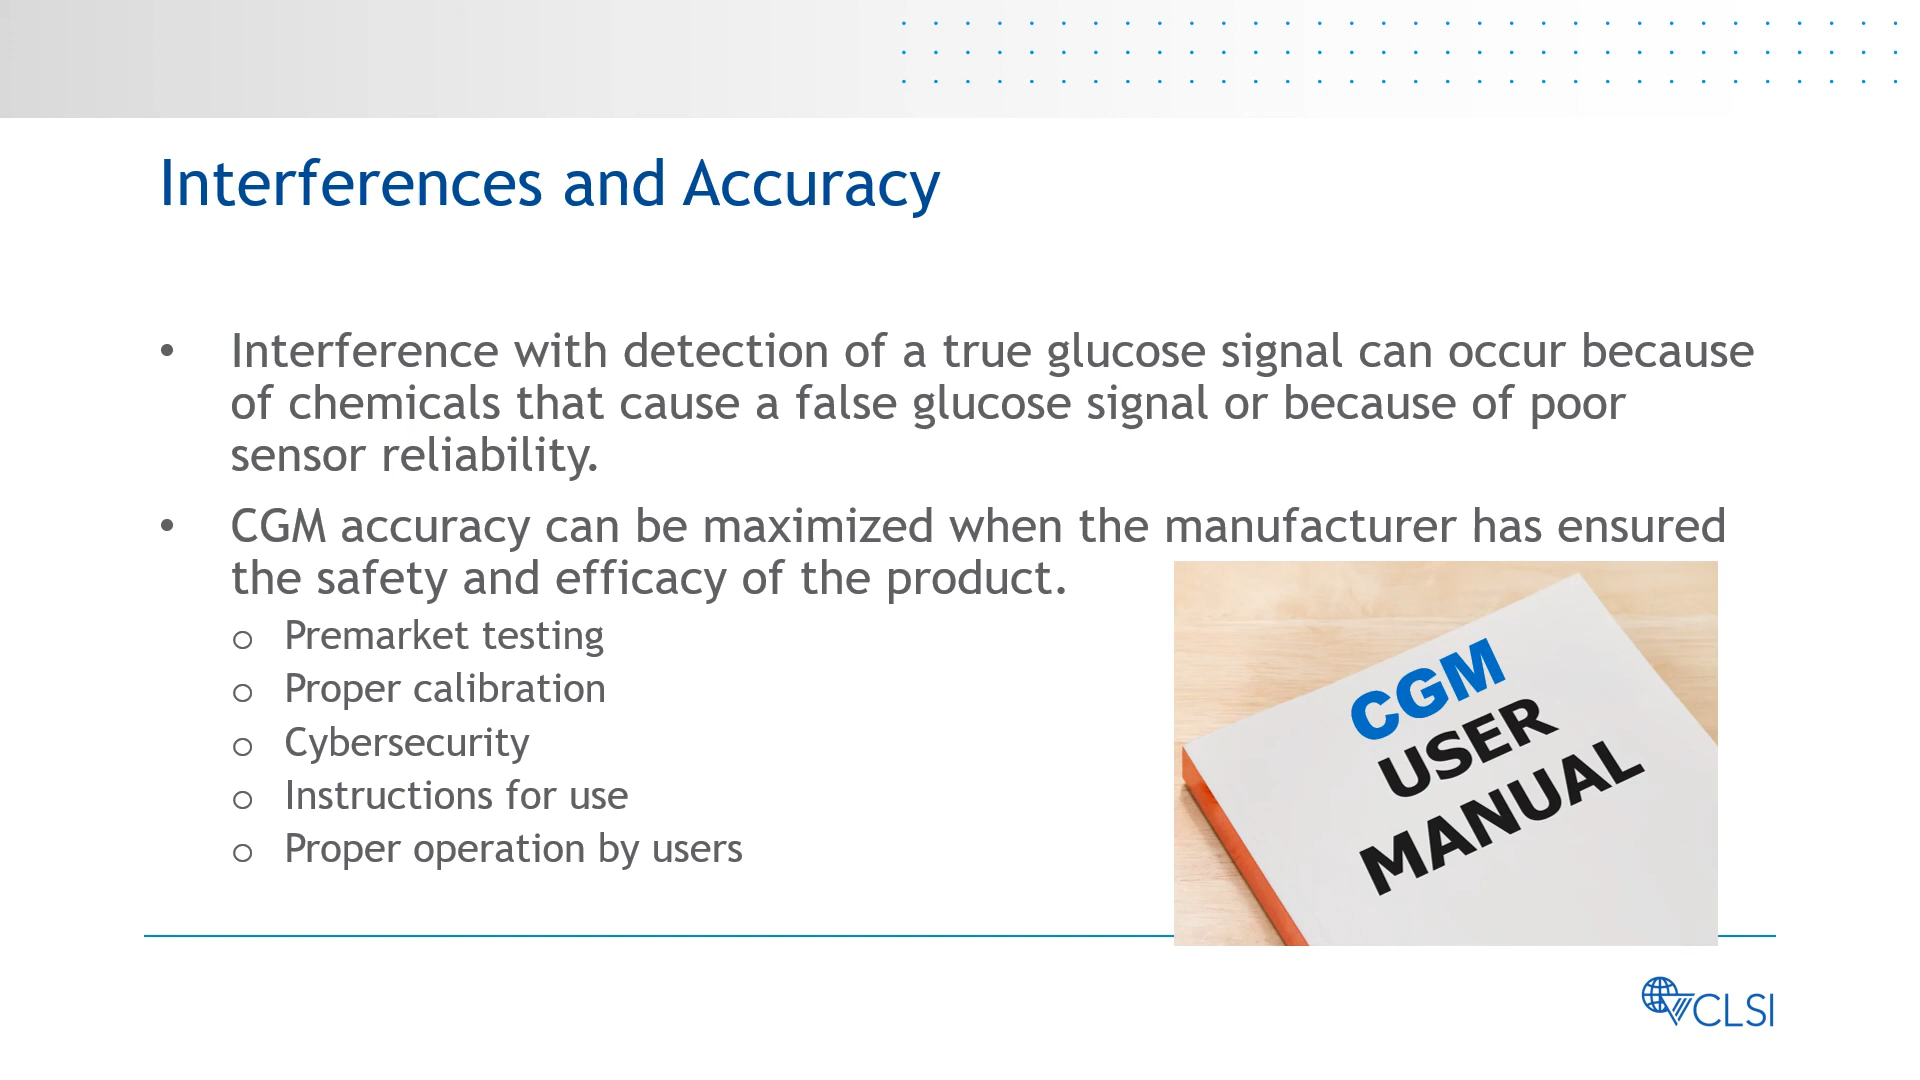 Interferences and Accuracy
• Interference with detection of a true glucose signal can occur because
of chemicals that cause a false glucose signal or because of poor
sensor reliability.
• CGM accuracy can be maximized when the manufacturer has ensured
the safety and efficacy of the product.
o Premarket testing
o Proper calibration
o Cybersecurity
o Instructions for use
o Proper operation by users
CGM
USER
MANUAL
CLSI